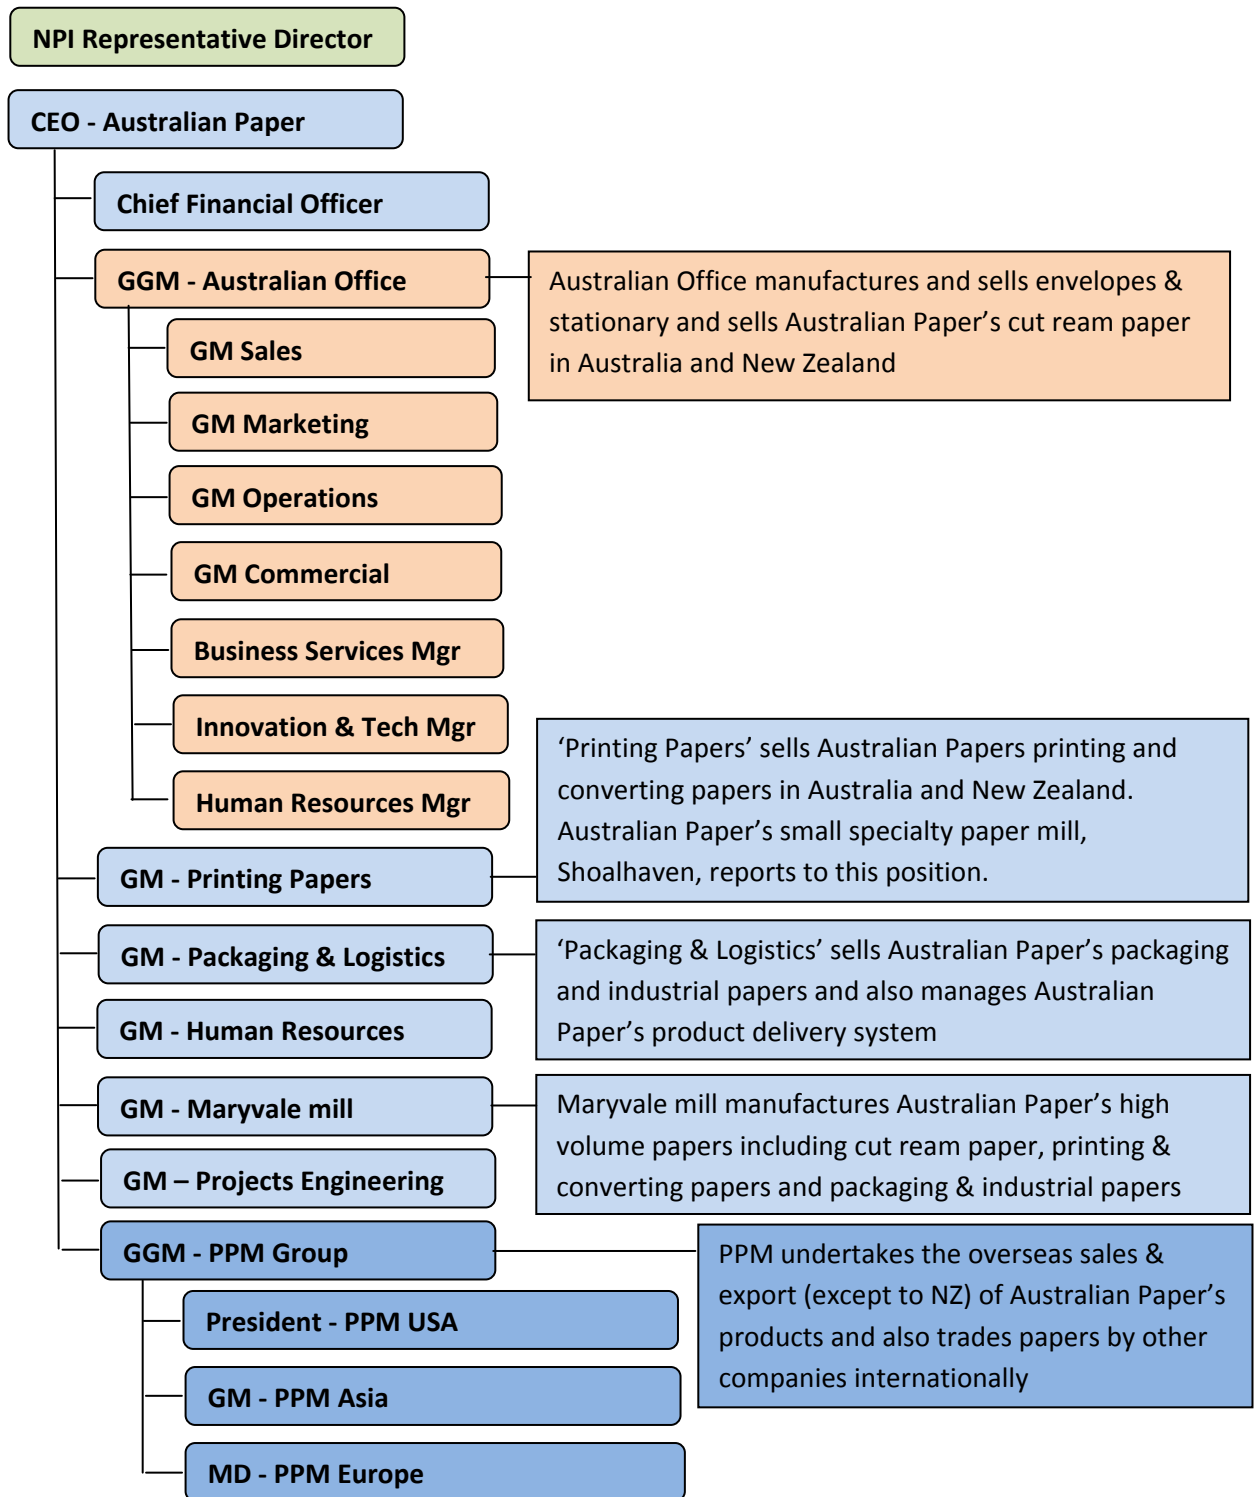 NPI Representative Director
CEO - Australian Paper
Chief Financial Officer
GGM - Australian Office
Australian Office manufactures and sells envelopes &
stationary and sells Australian Paper’s cut ream paper
in Australia and New Zealand
GM Sales
GM Marketing
GM Operations
GM Commercial
Business Services Mgr
Innovation & Tech Mgr
Human Resources Mgr
‘Printing Papers’ sells Australian Papers printing and
converting papers in Australia and New Zealand.
Australian Paper’s small specialty paper mill,
Shoalhaven, reports to this position.
GM - Printing Papers
GM - Packaging & Logistics
‘Packaging & Logistics’ sells Australian Paper’s packaging
and industrial papers and also manages Australian
Paper’s product delivery system
GM - Human Resources
GM - Maryvale mill
Maryvale mill manufactures Australian Paper’s high
volume papers including cut ream paper, printing &
converting papers and packaging & industrial papers
GM – Projects Engineering
GGM - PPM Group
PPM undertakes the overseas sales &
export (except to NZ) of Australian Paper’s
products and also trades papers by other
companies internationally
President - PPM USA
GM - PPM Asia
MD - PPM Europe